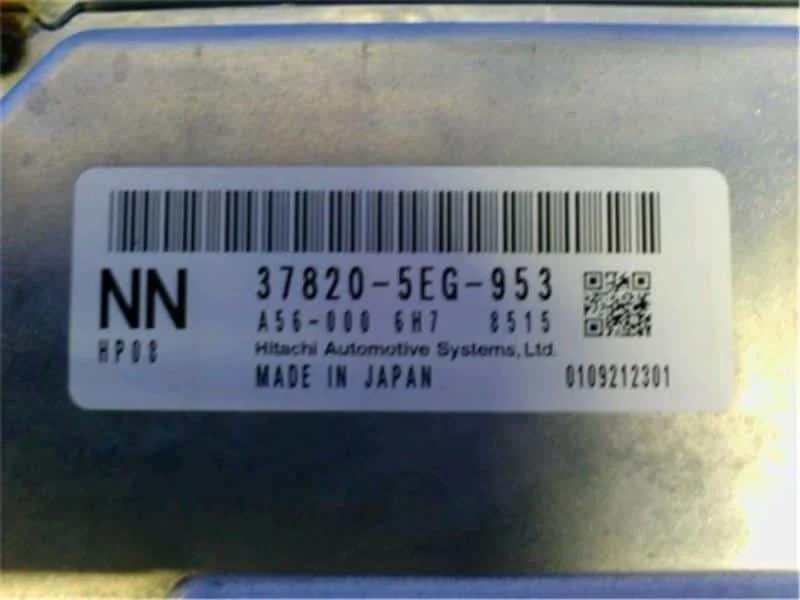 NN 37820-5EG-953
A56-000 6H7 8515
HP08 Hitachi Automotive Systems, Ltd.
MADE IN JAPAN 0109212301